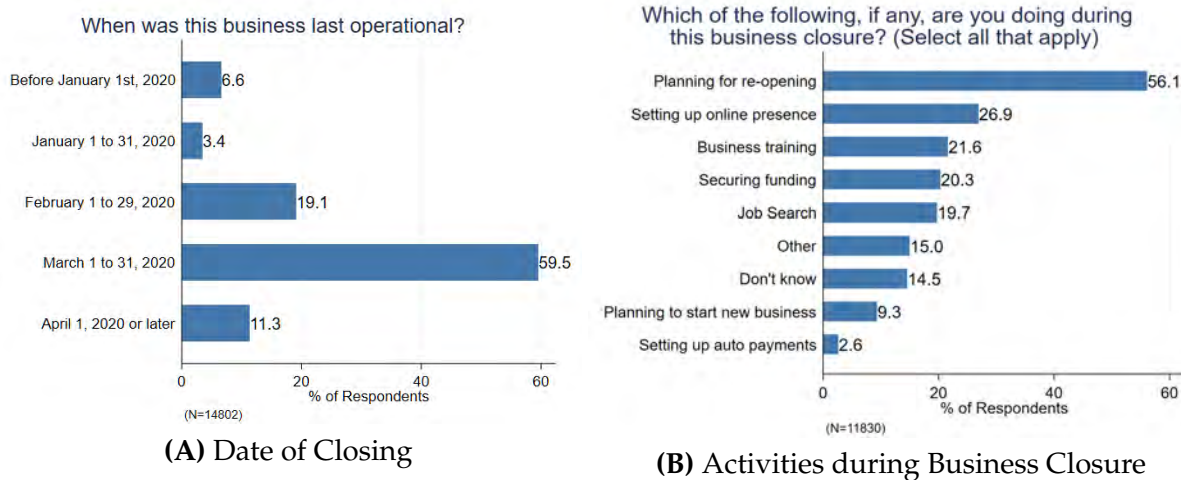 When was this business last operational?
Before January 1st, 2020
6.6
January 1 to 31, 2020
3.4
February 1 to 29, 2020
19.1
March 1 to 31, 2020
59.5
April 1, 2020 or later
11.3
0 20 40 60
% of Respondents
(N=14802)
(A) Date of Closing
Which of the following, if any, are you doing during
this business closure? (Select all that apply)
Planning for re-opening
56.1
Setting up online presence
26.9
Business training
21.6
Securing funding
20.3
Job Search
19.7
Other
15.0
Don't know
14.5
Planning to start new business
9.3
Setting up auto payments
2.6
0 20 40 60
% of Respondents
(N=11830)
(B) Activities during Business Closure